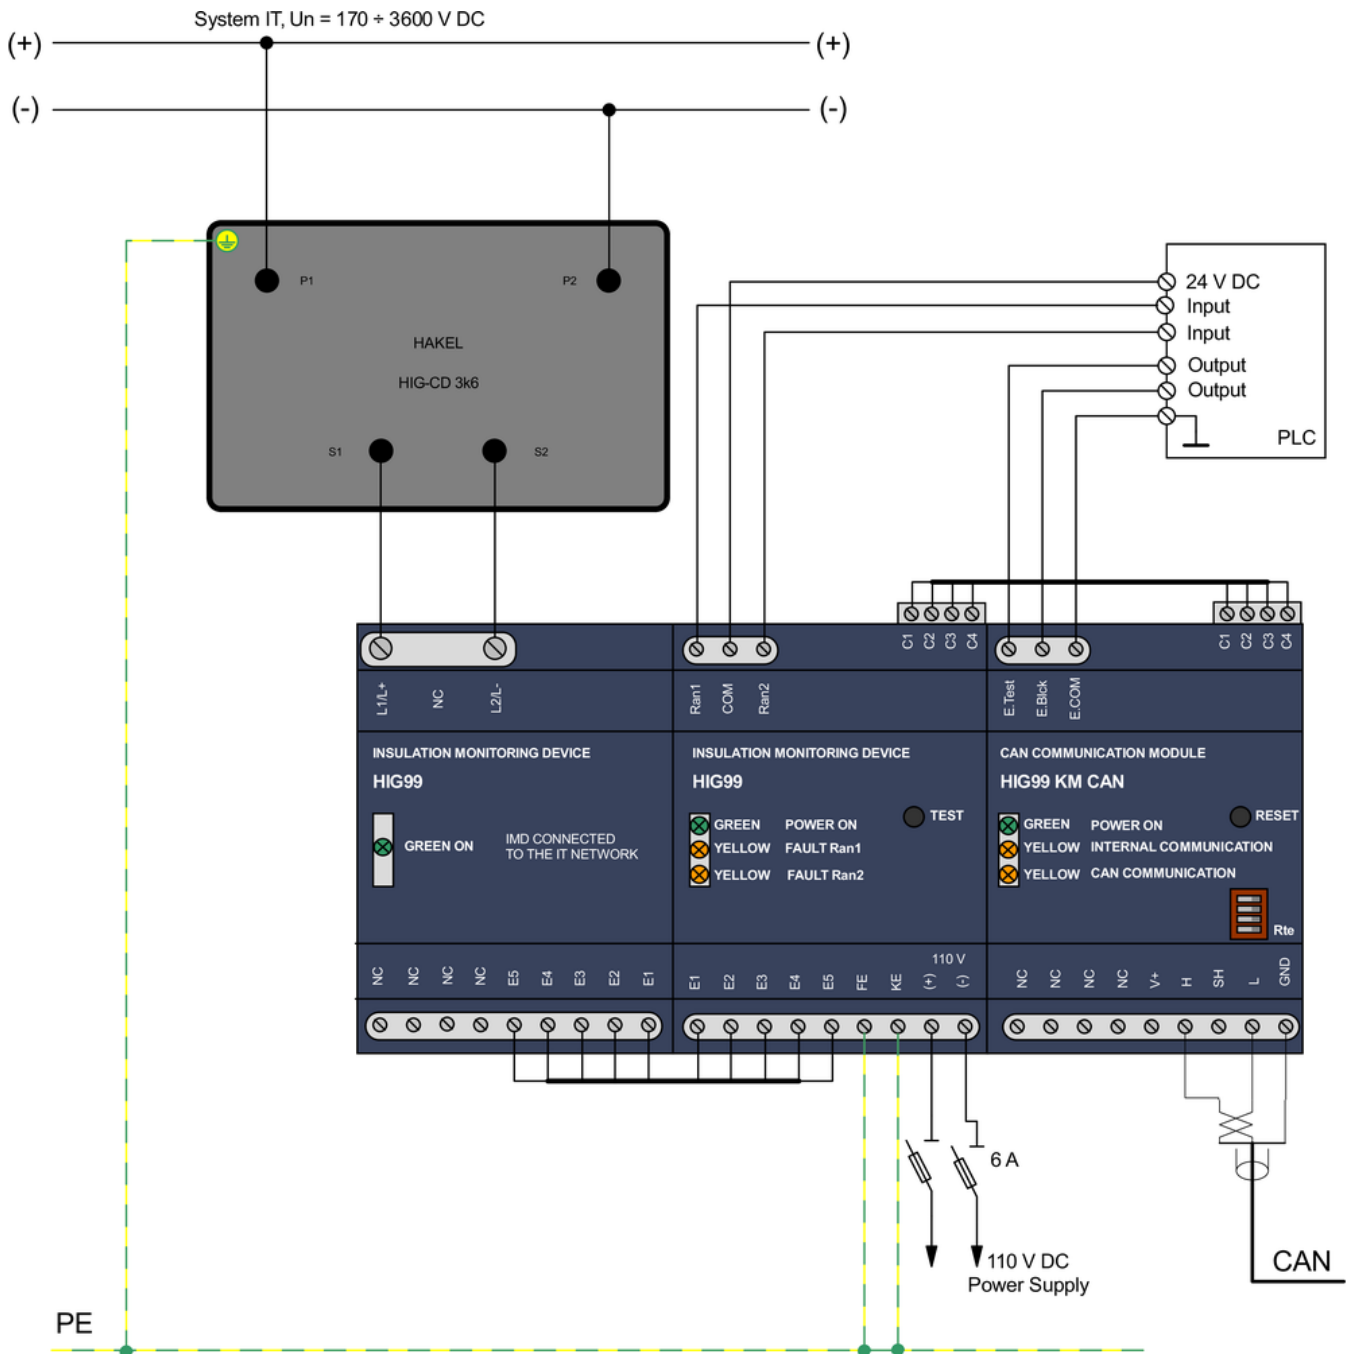 System IT, Un = 170 ÷ 3600 V DC
(+) (+)
(-) (-)
P1 P2
HAKEL
HIG-CD 3k6
S1 S2
24 V DC
Input
Input
Output
Output
PLC
L1/L+ NC L2/L- Ran1 COM Ran2 C1 C2 C3 C4 E.Test E.Blck E.COM C1 C2 C3 C4
INSULATION MONITORING DEVICE
HIG99
GREEN ON
IMD CONNECTED
TO THE IT NETWORK
INSULATION MONITORING DEVICE
HIG99
TEST
GREEN POWER ON
YELLOW FAULT Ran1
YELLOW FAULT Ran2
CAN COMMUNICATION MODULE
HIG99 KM CAN
RESET
GREEN POWER ON
YELLOW INTERNAL COMMUNICATION
YELLOW CAN COMMUNICATION
Rte
NC NC NC NC E5 E4 E3 E2 E1
110 V
E1 E2 E3 E4 E5 FE KE (+) (-)
NC NC NC NC V+ H SH L GND
6 A
110 V DC
Power Supply
CAN
PE